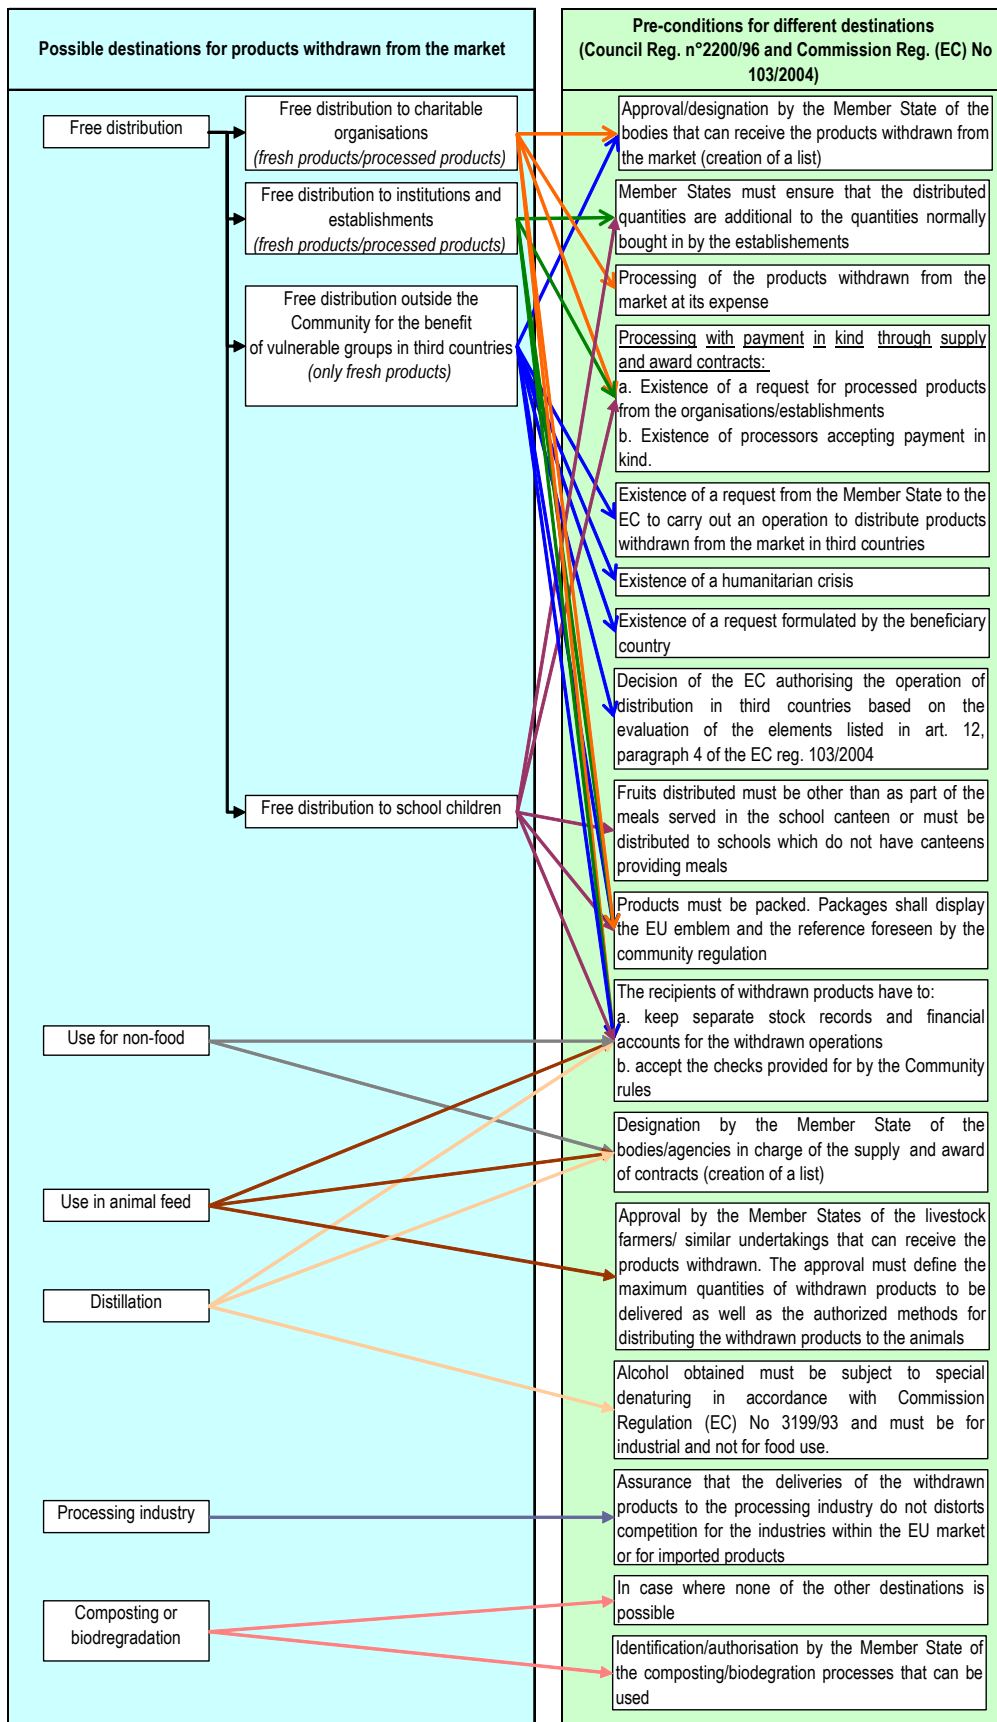 Possible destinations for products withdrawn from the market
Free distribution
Free distribution to charitable
organisations
(fresh products/processed products)
Free distribution to institutions and
establishments
(fresh products/processed products)
Free distribution outside the
Community for the benefit
of vulnerable groups in third countries
(only fresh products)
Free distribution to school children
Use for non-food
Use in animal feed
Distillation
Processing industry
Composting or
biodregradation
Pre-conditions for different destinations
(Council Reg. n°2200/96 and Commission Reg. (EC) No
103/2004)
Approval/designation by the Member State of the
bodies that can receive the products withdrawn from
the market (creation of a list)
Member States must ensure that the distributed
quantities are additional to the quantities normally
bought in by the establishements
Processing of the products withdrawn from the
market at its expense
Processing with payment in kind through supply
and award contracts:
a. Existence of a request for processed products
from the organisations/establishments
b. Existence of processors accepting payment in
kind.
Existence of a request from the Member State to the
EC to carry out an operation to distribute products
withdrawn from the market in third countries
Existence of a humanitarian crisis
Existence of a request formulated by the beneficiary
country
Decision of the EC authorising the operation of
distribution in third countries based on the
evaluation of the elements listed in art. 12,
paragraph 4 of the EC reg. 103/2004
Fruits distributed must be other than as part of the
meals served in the school canteen or must be
distributed to schools which do not have canteens
providing meals
Products must be packed. Packages shall display
the EU emblem and the reference foreseen by the
community regulation
The recipients of withdrawn products have to:
a. keep separate stock records and financial
accounts for the withdrawn operations
b. accept the checks provided for by the Community
rules
Designation by the Member State of the
bodies/agencies in charge of the supply and award
of contracts (creation of a list)
Approval by the Member States of the livestock
farmers/ similar undertakings that can receive the
products withdrawn. The approval must define the
maximum quantities of withdrawn products to be
delivered as well as the authorized methods for
distributing the withdrawn products to the animals
Alcohol obtained must be subject to special
denaturing in accordance with Commission
Regulation (EC) No 3199/93 and must be for
industrial and not for food use.
Assurance that the deliveries of the withdrawn
products to the processing industry do not distorts
competition for the industries within the EU market
or for imported products
In case where none of the other destinations is
possible
Identification/authorisation by the Member State of
the composting/biodegration processes that can be
used